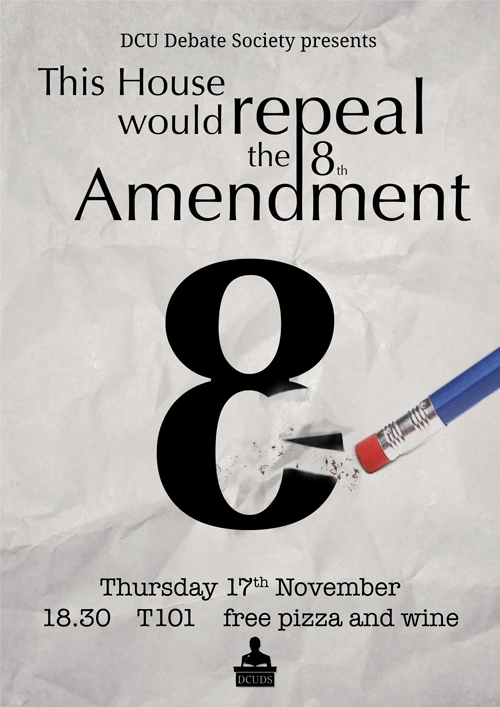 DCU Debate Society presents
This House
would repeal
the 8th
Amendment
8
Thursday 17th November
18.30 T101 free pizza and wine
DCUDS